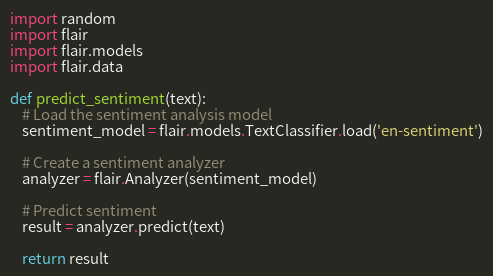 import random
import flair
import flair.models
import flair.data
def predict_sentiment(text):
# Load the sentiment analysis model
sentiment_model = flair.models.TextClassifier.load('en-sentiment')
# Create a sentiment analyzer
analyzer = flair.Analyzer(sentiment_model)
# Predict sentiment
result = analyzer.predict(text)
return result